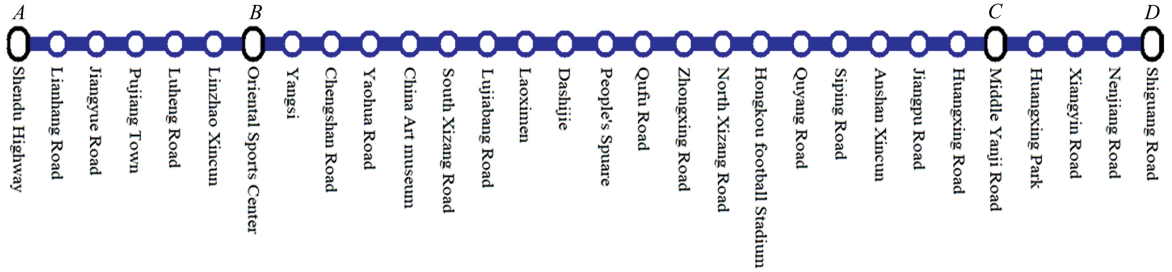 A B C D
Shendu Highway
Lianhang Road
Jiangyue Road
Pujiang Town
Luheng Road
Linzhao Xincun
Oriental Sports Center
Yangsi
Chengshan Road
Yaohua Road
China Art museum
South Xizang Road
Lujiabang Road
Laoximen
Dashijie
People's Spuare
Qufu Road
Zhongxing Road
North Xizang Road
Hongkou football Stadium
Quyang Road
Siping Road
Anshan Xincun
Jiangpu Road
Huangxing Road
Middle Yanji Road
Huangxing Park
Xiangyin Road
Nenjiang Road
Shiguang Road